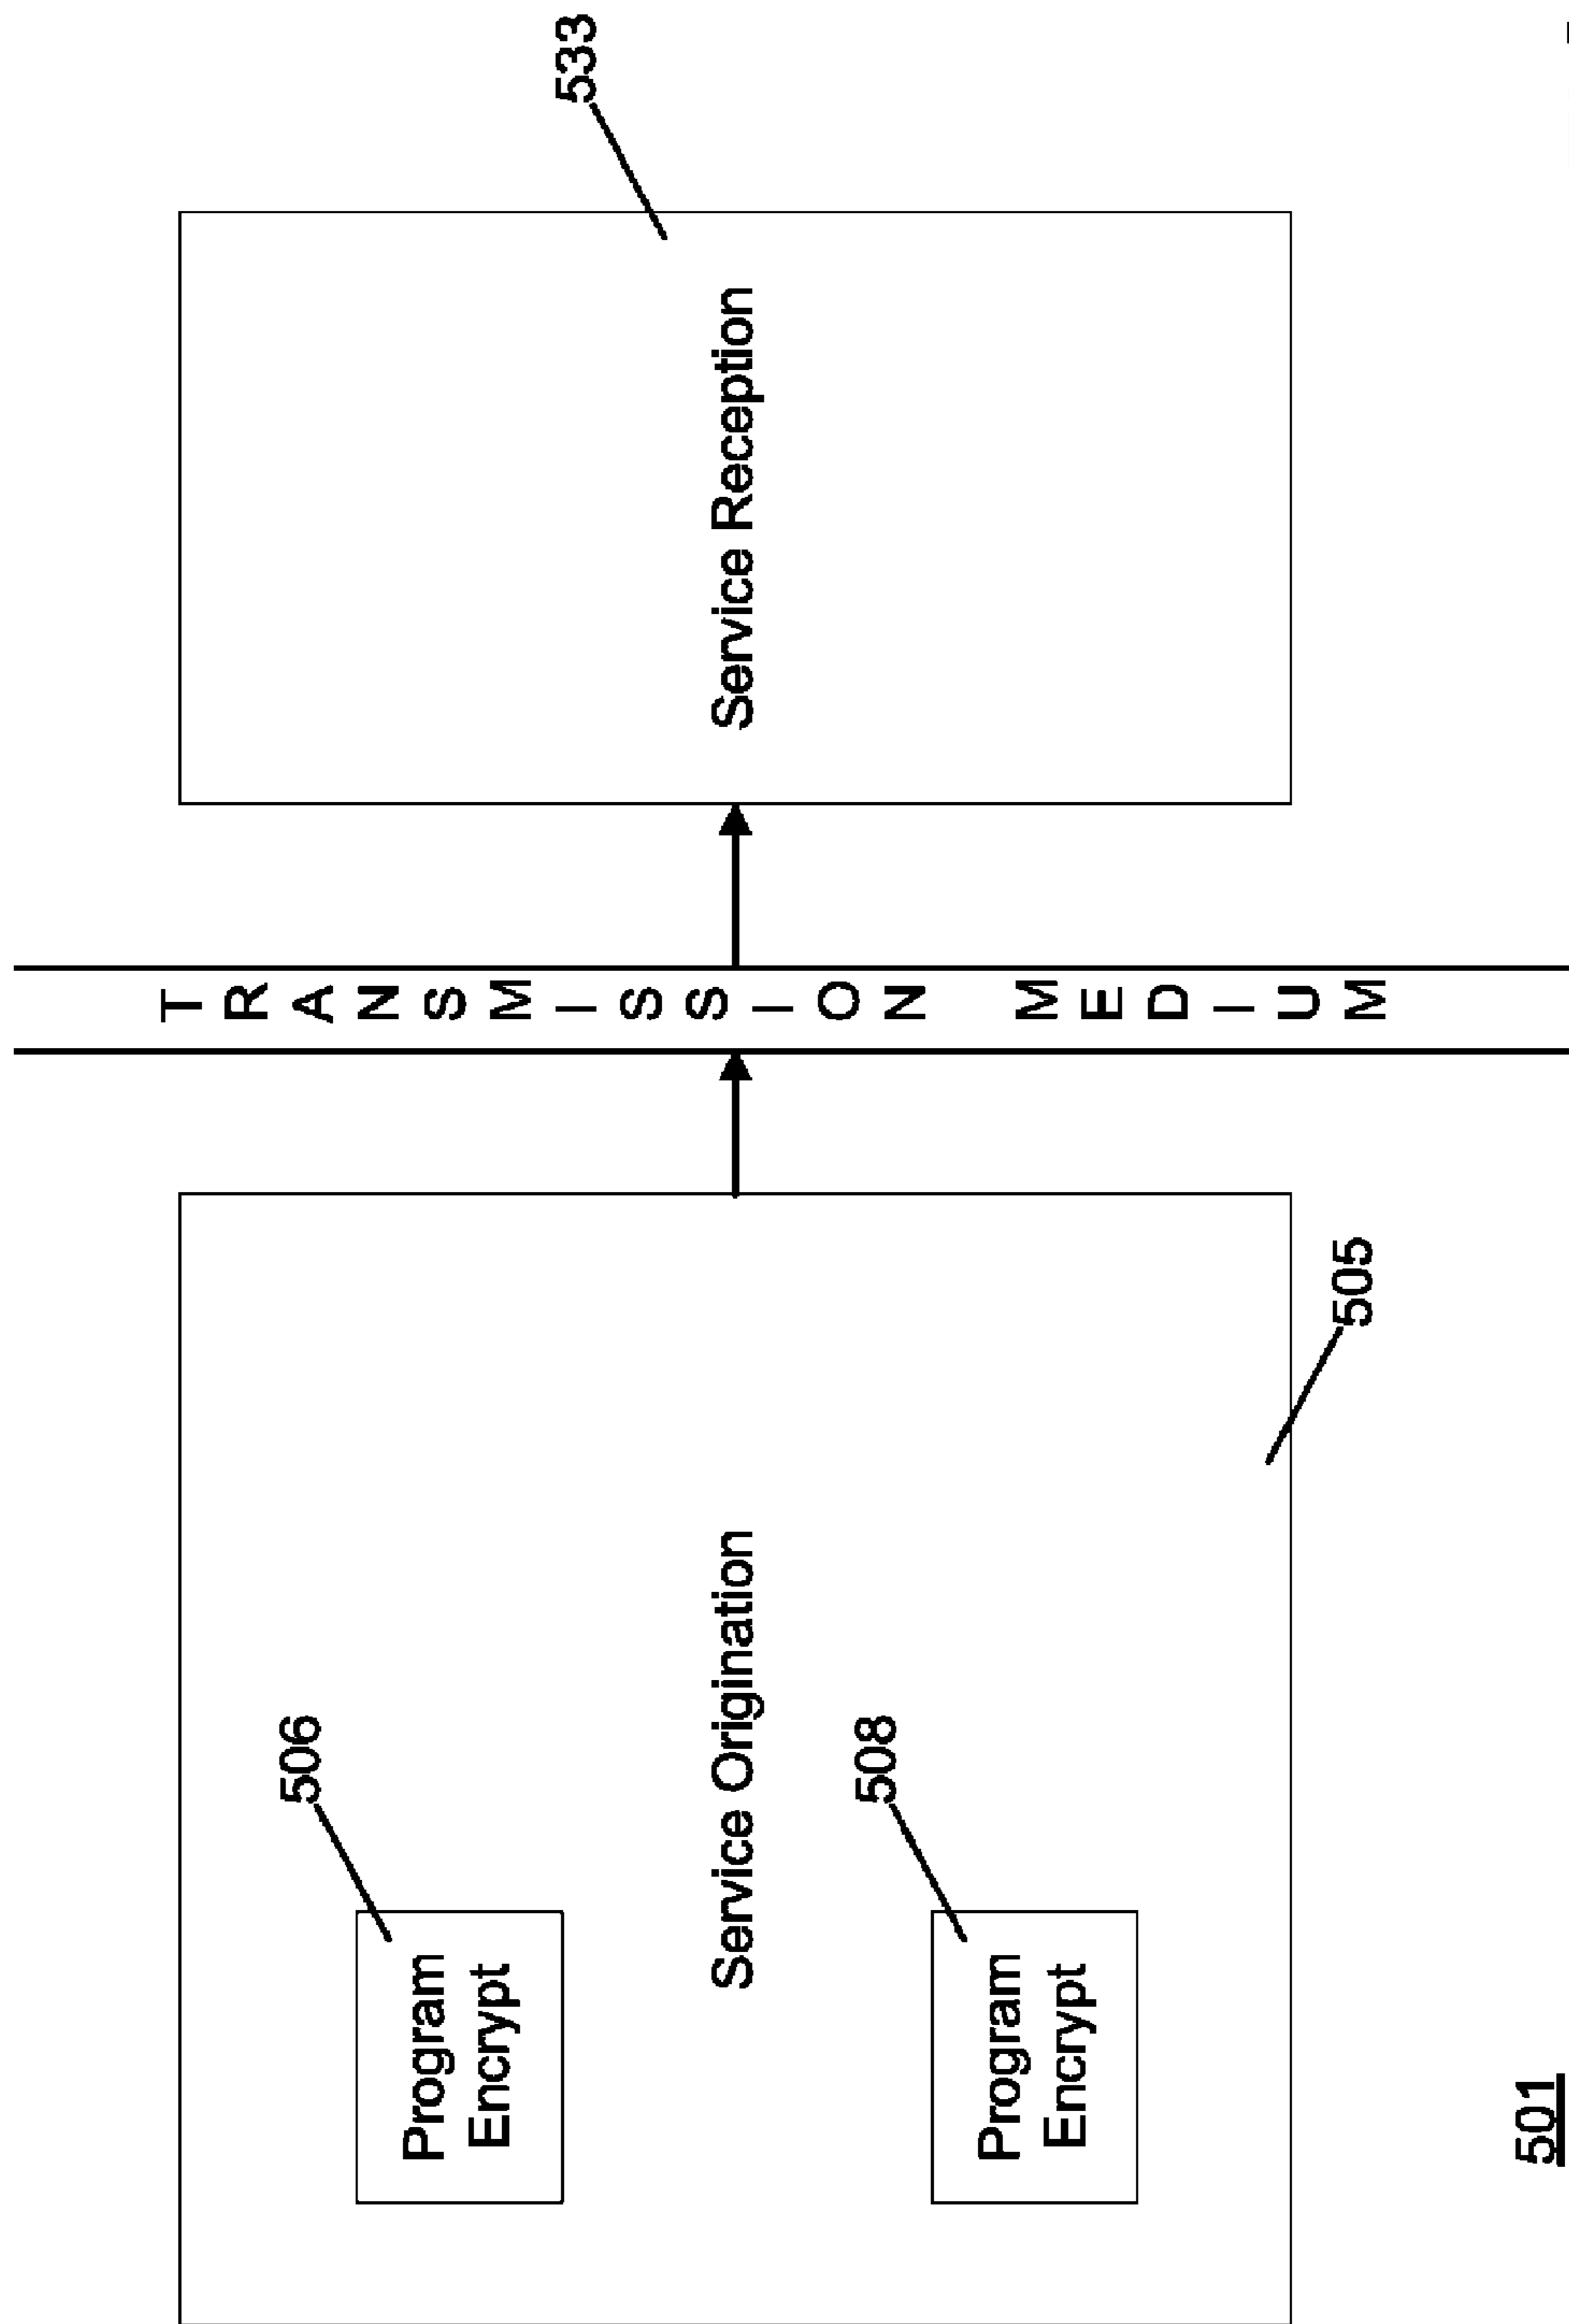 506
Program
Encrypt
Service Origination
508
Program
Encrypt
505
TRANSMISSION MEDIUM
533
Service Reception
501